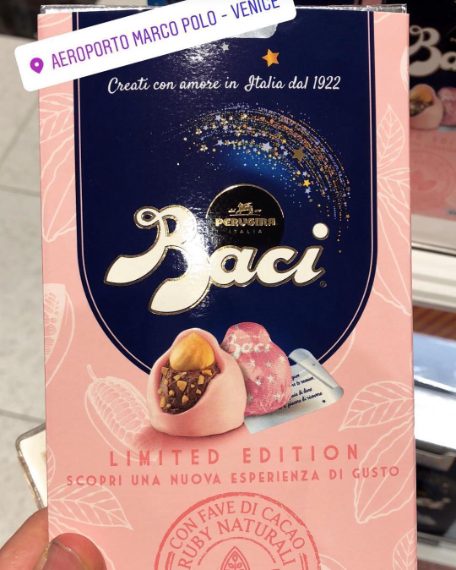 AEROPORTO MARCO POLO - VENICE
Creati con amore in Italia dal 1922
PERUGINA
ITALIA
Baci
Baci
LIMITED EDITION
SCOPRI UNA NUOVA ESPERIENZA DI GUSTO
CON FAVE DI CACAO
RUBY NATURALI